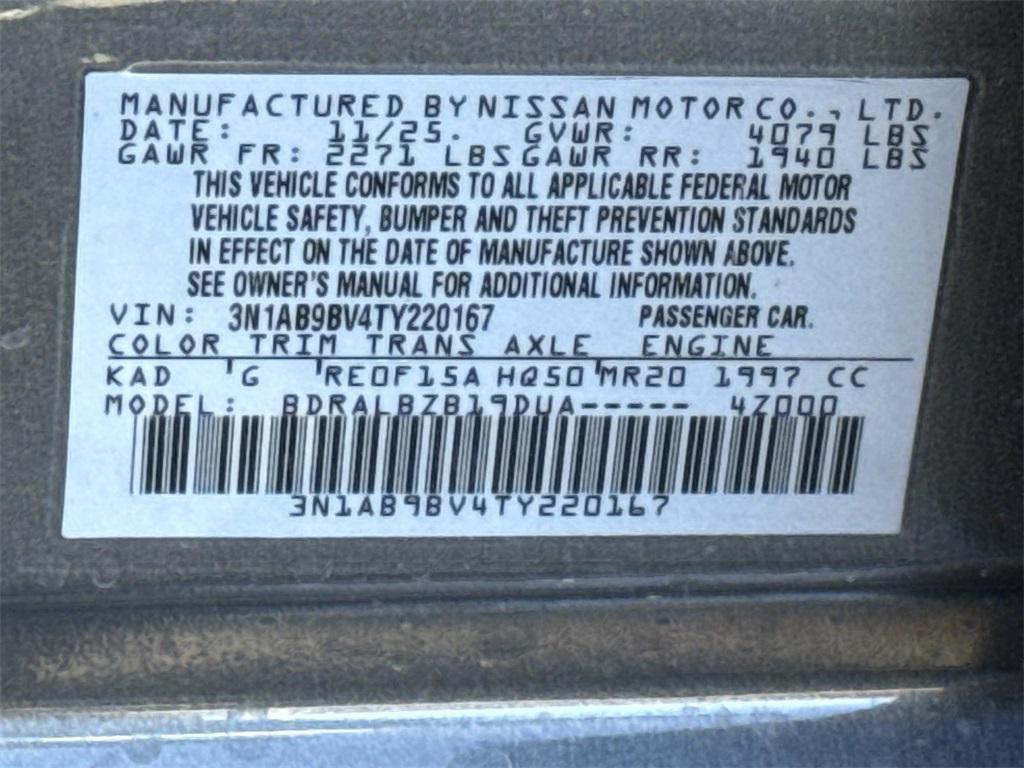 MANUFACTURED BY NISSAN MOTOR CO., LTD.
DATE: 11/25. GVWR: 4079 LBS
GAWR FR: 2271 LBS GAWR RR: 1940 LBS
THIS VEHICLE CONFORMS TO ALL APPLICABLE FEDERAL MOTOR
VEHICLE SAFETY, BUMPER AND THEFT PREVENTION STANDARDS
IN EFFECT ON THE DATE OF MANUFACTURE SHOWN ABOVE.
SEE OWNER'S MANUAL FOR ADDITIONAL INFORMATION.
VIN: 3N1AB9BV4TY220167 PASSENGER CAR.
COLOR TRIM TRANS AXLE ENGINE
KAD G RE0F15A HQ50 MR20 1997 CC
MODEL: BDRALBZB19DUA----- 4Z000
3N1AB9BV4TY220167